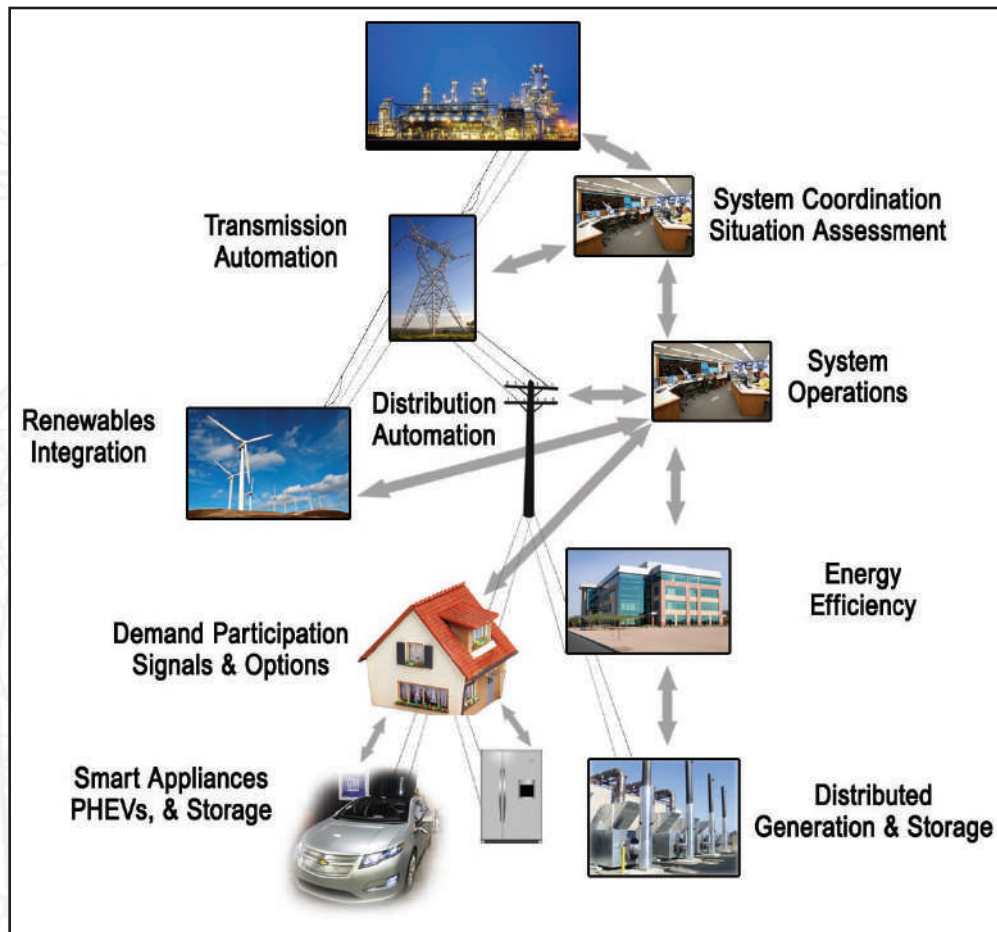 Transmission
Automation
System Coordination
Situation Assessment
System
Operations
Renewables
Integration
Distribution
Automation
Energy
Efficiency
Demand Participation
Signals & Options
Smart Appliances
PHEVs, & Storage
GM
Distributed
Generation & Storage